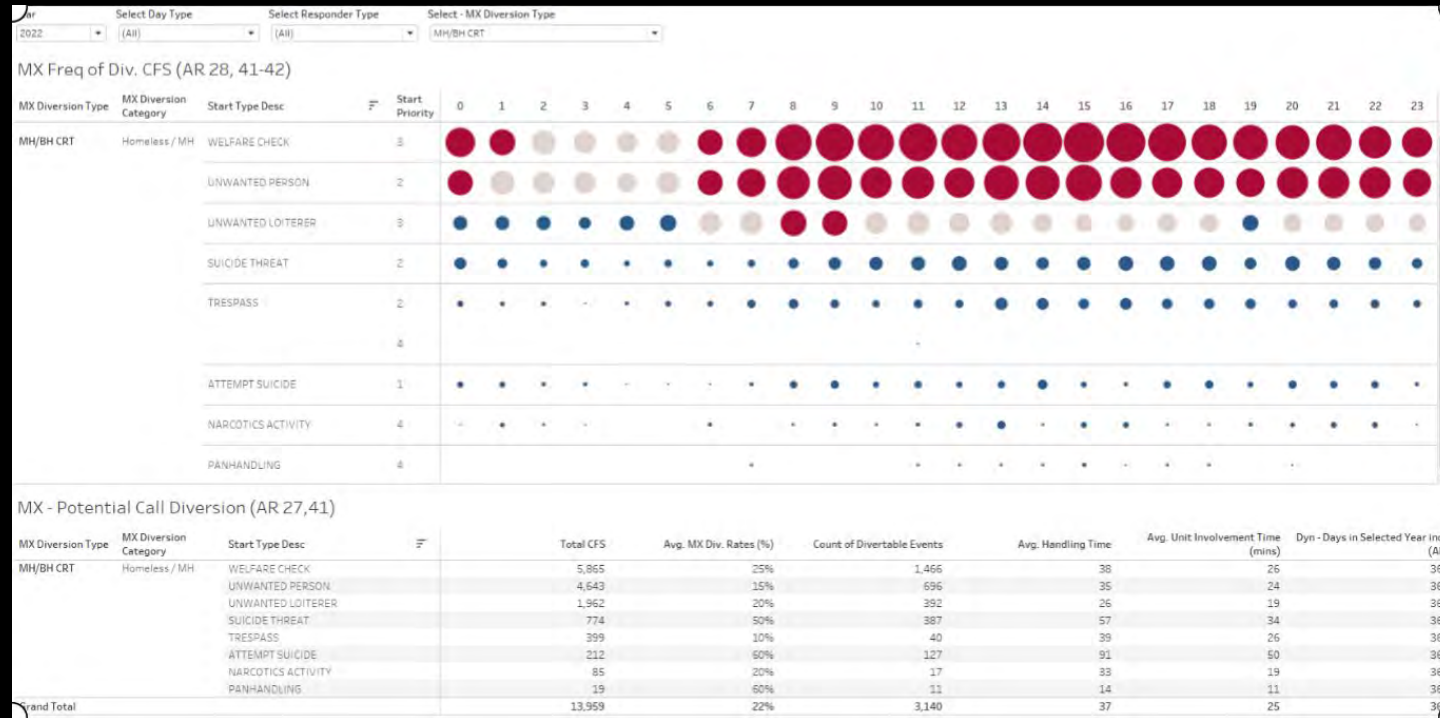 Select Day Type Select Responder Type Select - MX Diversion Type
2022 (All) (All) MH/BH CRT
MX Freq of Div. CFS (AR 28, 41-42)
MX Diversion Type MX Diversion Category Start Type Desc Start Priority 0 1 2 3 4 5 6 7 8 9 10 11 12 13 14 15 16 17 18 19 20 21 22 23
MH/BH CRT Homeless / MH WELFARE CHECK 3
UNWANTED PERSON 2
UNWANTED LOITERER 3
SUICIDE THREAT 2
TRESPASS 2
4
ATTEMPT SUICIDE 1
NARCOTICS ACTIVITY 4
PANHANDLING 4
MX - Potential Call Diversion (AR 27,41)
MX Diversion Type MX Diversion Category Start Type Desc Total CFS Avg. MX Div. Rates (%) Count of Divertable Events Avg. Handling Time Avg. Unit Involvement Time (mins) Dyn - Days in Selected Year
MH/BH CRT Homeless / MH WELFARE CHECK 5,865 25% 1,466 38 26
UNWANTED PERSON 4,643 15% 696 35 24
UNWANTED LOITERER 1,962 20% 392 26 19
SUICIDE THREAT 774 50% 387 57 34
TRESPASS 399 10% 40 39 26
ATTEMPT SUICIDE 212 60% 127 91 50
NARCOTICS ACTIVITY 85 20% 17 33 19
PANHANDLING 19 60% 11 14 11
Grand Total 13,959 22% 3,140 37 25